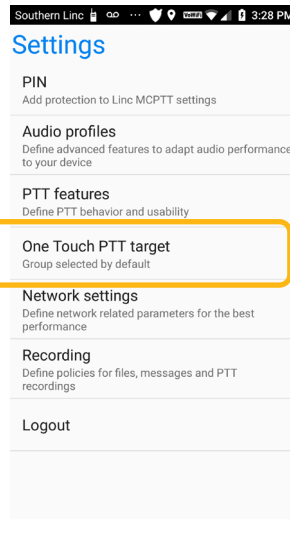 Southern Linc ... VoWiFi 3:28 PM
Settings
PIN
Add protection to Linc MCPTT settings
Audio profiles
Define advanced features to adapt audio performance
to your device
PTT features
Define PTT behavior and usability
One Touch PTT target
Group selected by default
Network settings
Define network related parameters for the best
performance
Recording
Define policies for files, messages and PTT
recordings
Logout